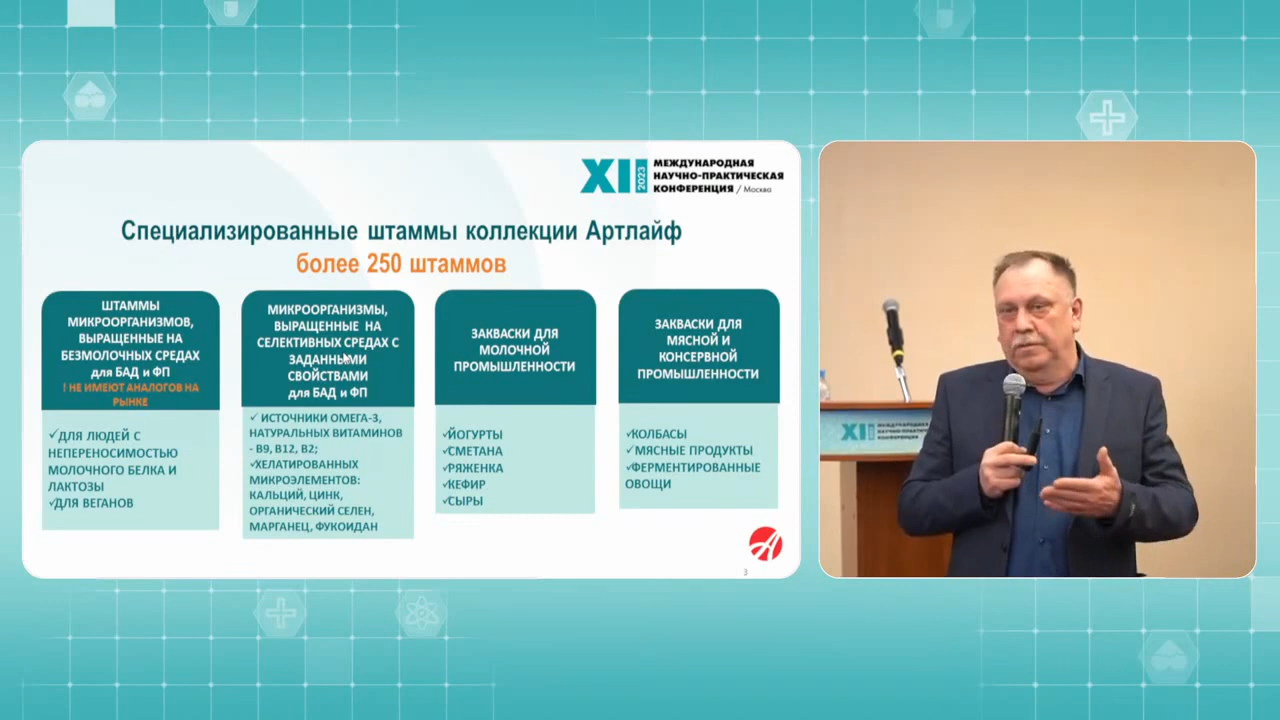 XII 2023 МЕЖДУНАРОДНАЯ
НАУЧНО-ПРАКТИЧЕСКАЯ
КОНФЕРЕНЦИЯ / Москва
Специализированные штаммы коллекции Артлайф
более 250 штаммов
ШТАММЫ
МИКРООРГАНИЗМОВ,
ВЫРАЩЕННЫЕ НА
БЕЗМОЛОЧНЫХ СРЕДАХ
для БАД и ФП
! НЕ ИМЕЮТ АНАЛОГОВ НА
РЫНКЕ
✓ДЛЯ ЛЮДЕЙ С
НЕПЕРЕНОСИМОСТЬЮ
МОЛОЧНОГО БЕЛКА И
ЛАКТОЗЫ
✓ДЛЯ ВЕГАНОВ
МИКРООРГАНИЗМЫ,
ВЫРАЩЕННЫЕ НА
СЕЛЕКТИВНЫХ СРЕДАХ С
ЗАДАННЫМИ
СВОЙСТВАМИ
для БАД и ФП
✓ ИСТОЧНИКИ ОМЕГА-3,
НАТУРАЛЬНЫХ ВИТАМИНОВ
- В9, В12, В2;
✓ХЕЛАТИРОВАННЫХ
МИКРОЭЛЕМЕНТОВ:
КАЛЬЦИЙ, ЦИНК,
ОРГАНИЧЕСКИЙ СЕЛЕН,
МАРГАНЕЦ, ФУКОИДАН
ЗАКВАСКИ ДЛЯ
МОЛОЧНОЙ
ПРОМЫШЛЕННОСТИ
✓ЙОГУРТЫ
✓СМЕТАНА
✓РЯЖЕНКА
✓КЕФИР
✓СЫРЫ
ЗАКВАСКИ ДЛЯ
МЯСНОЙ И
КОНСЕРВНОЙ
ПРОМЫШЛЕННОСТИ
✓КОЛБАСЫ
✓ МЯСНЫЕ ПРОДУКТЫ
✓ФЕРМЕНТИРОВАННЫЕ
ОВОЩИ
3
XII МЕЖДУНАРОДНАЯ
НАУЧНО-ПРАКТИЧ
КОНФЕРЕНЦИЯ